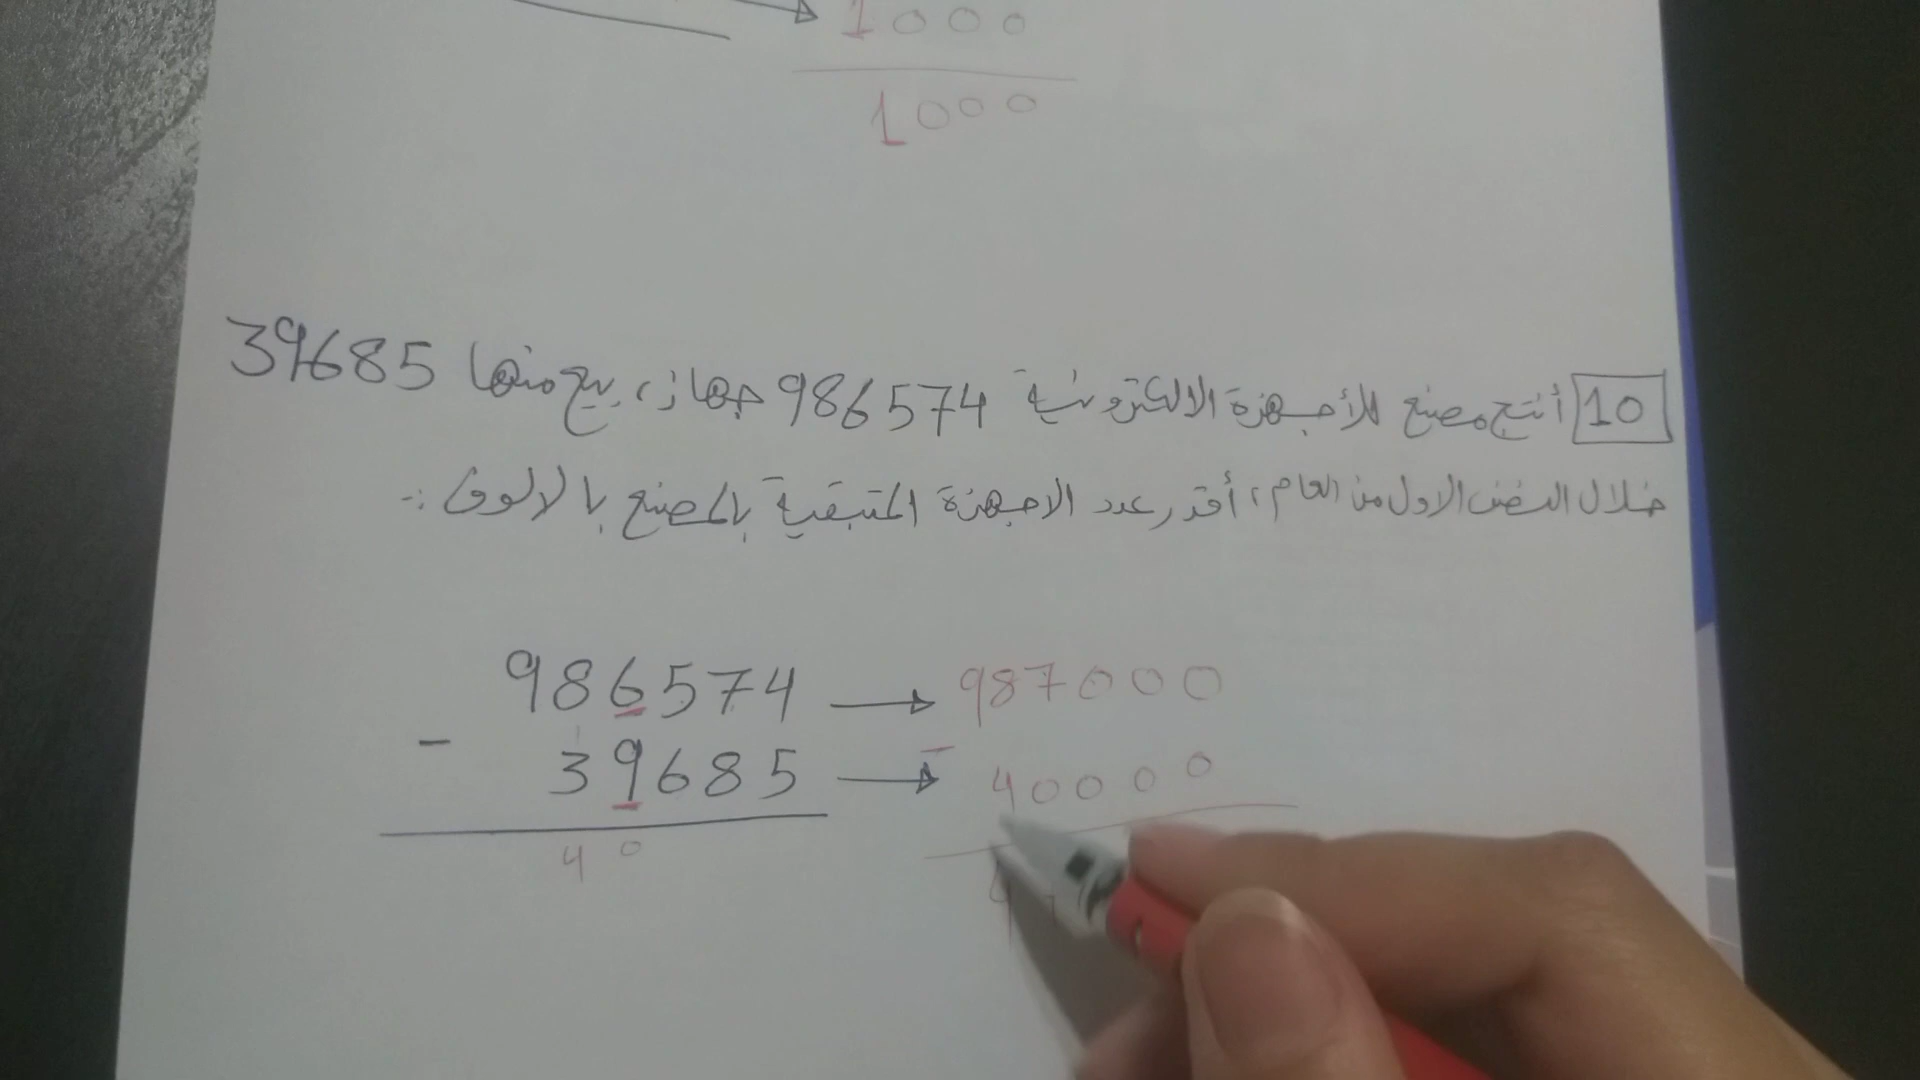 1000
1000
10 أنتج مصنع للأجهزة الالكترونية 986574 جهاز، بيع منها 39685
خلال النصف الاول من العام، أقدر عدد الاجهزة المتبقية بالمصنع بالالوف :-
986574 → 987000
- 39685 → - 40000
40